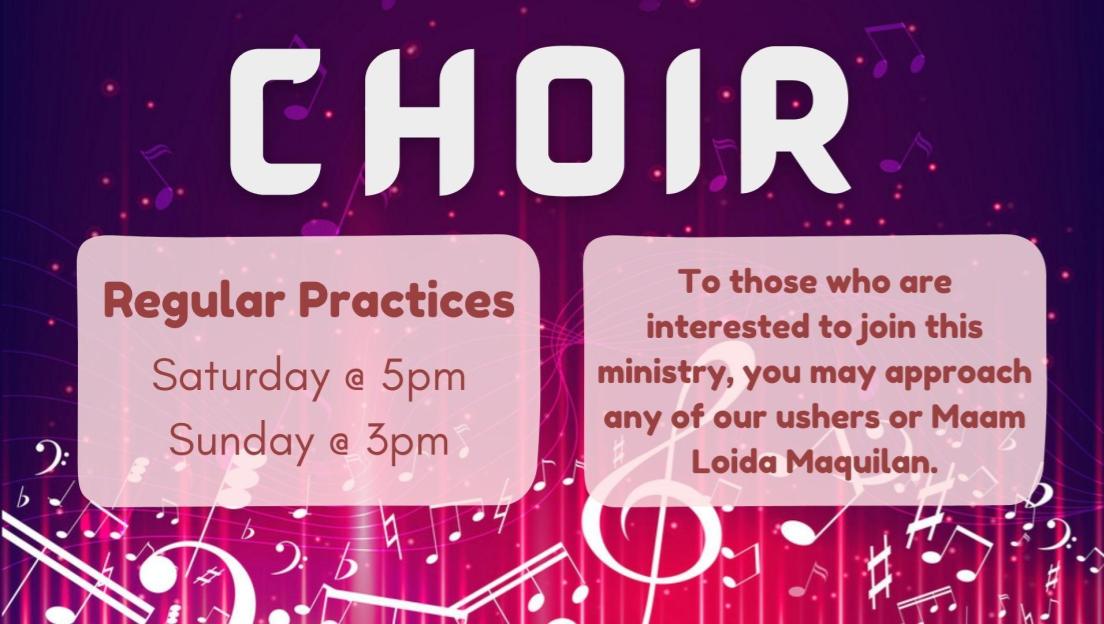 CHOIR
Regular Practices
Saturday @ 5pm
Sunday @ 3pm
To those who are
interested to join this
ministry, you may approach
any of our ushers or Maam
Loida Maquilan.